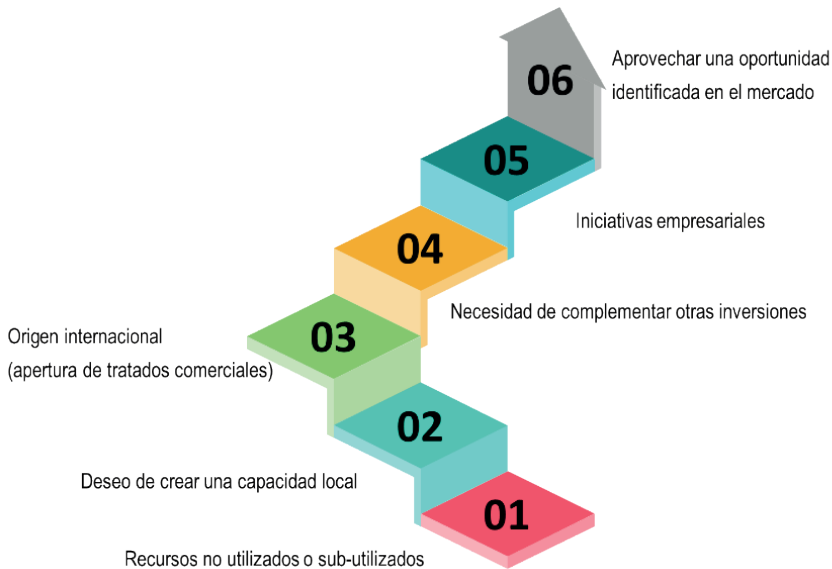 06
Aprovechar una oportunidad
identificada en el mercado
05
Iniciativas empresariales
04
Necesidad de complementar otras inversiones
03
Origen internacional
(apertura de tratados comerciales)
02
Deseo de crear una capacidad local
01
Recursos no utilizados o sub-utilizados